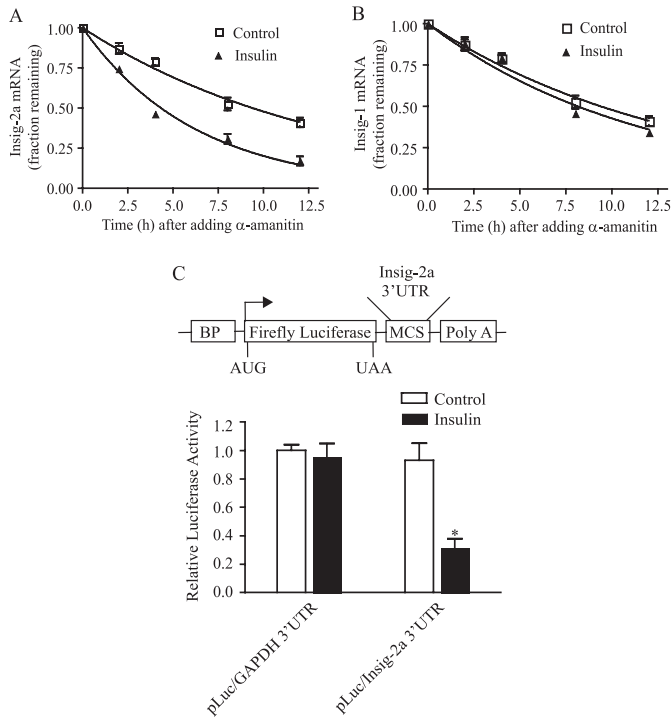 A
Insig-2a mRNA
(fraction remaining)
1.00
0.75
0.50
0.25
0.00
Control
Insulin
0.0 2.5 5.0 7.5 10.0 12.5
Time (h) after adding α-amanitin
B
Insig-1 mRNA
(fraction remaining)
1.00
0.75
0.50
0.25
0.00
Control
Insulin
0.0 2.5 5.0 7.5 10.0 12.5
Time (h) after adding α-amanitin
C
Insig-2a
3'UTR
BP Firefly Luciferase MCS Poly A
AUG UAA
Control
Insulin
Relative Luciferase Activity
1.2
1.0
0.8
0.6
0.4
0.2
0.0
*
pLuc/GAPDH 3'UTR
pLuc/Insig-2a 3'UTR